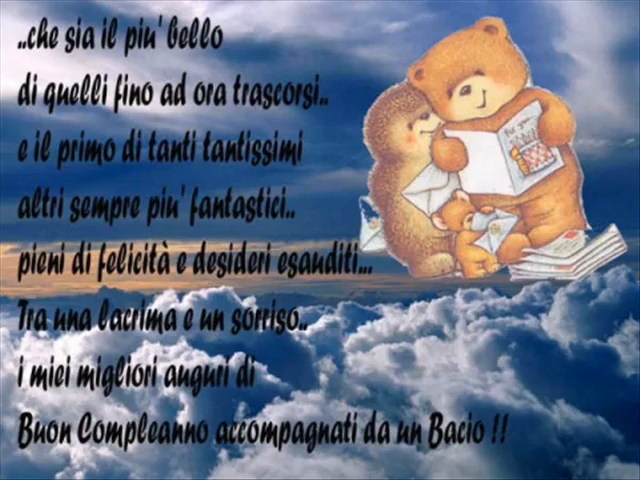 ..che sia il piu' bello
di quelli fino ad ora trascorsi..
e il primo di tanti tantissimi
altri sempre piu' fantastici..
pieni di felicità e desideri esauditi...
Tra una lacrima e un sorriso..
i miei migliori auguri di
Buon Compleanno accompagnati da un Bacio !!